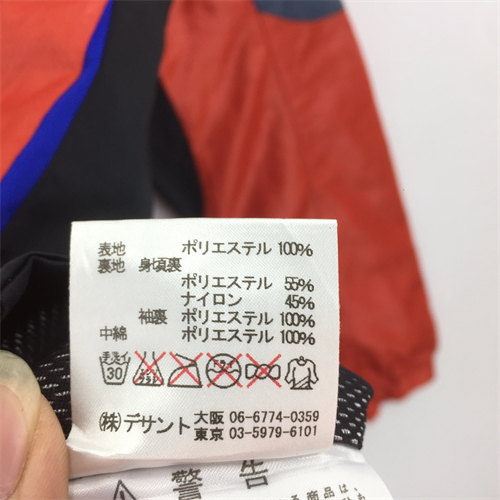 表地 ポリエステル 100%
裏地 身頃裏
ポリエステル 55%
ナイロン 45%
袖裏 ポリエステル 100%
中綿 ポリエステル 100%
手洗イ 30
(株)デサント 大阪 06-6774-0359
東京 03-5979-6101
警告